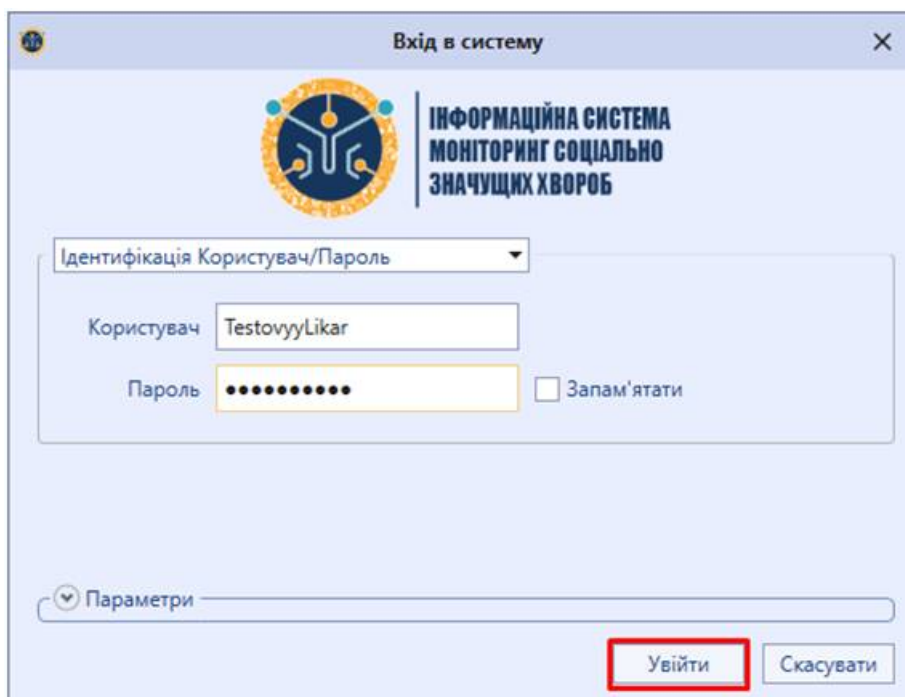 Вхід в систему
ІНФОРМАЦІЙНА СИСТЕМА
МОНІТОРИНГ СОЦІАЛЬНО
ЗНАЧУЩИХ ХВОРОБ
Ідентифікація Користувач/Пароль
Користувач TestovyyLikar
Пароль ●●●●●●●●●● Запам'ятати
Параметри
Увійти Скасувати